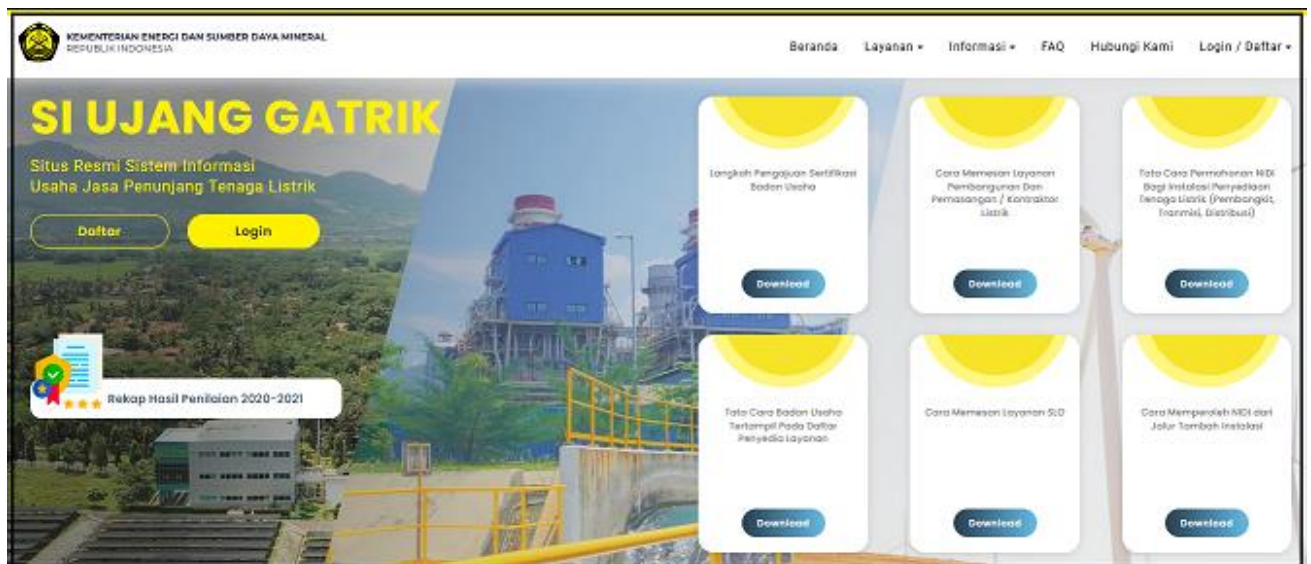 KEMENTERIAN ENERGI DAN SUMBER DAYA MINERAL
REPUBLIK INDONESIA
Beranda Layanan Informasi FAQ Hubungi Kami Login / Daftar
SI UJANG GATRIK
Situs Resmi Sistem Informasi
Usaha Jasa Penunjang Tenaga Listrik
Daftar Login
Rekap Hasil Penilaian 2020-2021
Langkah Pengajuan Sertifikasi
Badan Usaha
Download
Cara Memesan Layanan
Pembangunan Dan
Pemasangan / Kontraktor
Listrik
Download
Tata Cara Permohonan NIDI
Bagi Instalasi Penyediaan
Tenaga Listrik (Pembangkit,
Tranmisi, Distribusi)
Download
Tata Cara Badan Usaha
Tertampil Pada Daftar
Penyedia Layanan
Download
Cara Memesan Layanan SLO
Download
Cara Memperoleh NIDI dari
Jalur Tambah Instalasi
Download